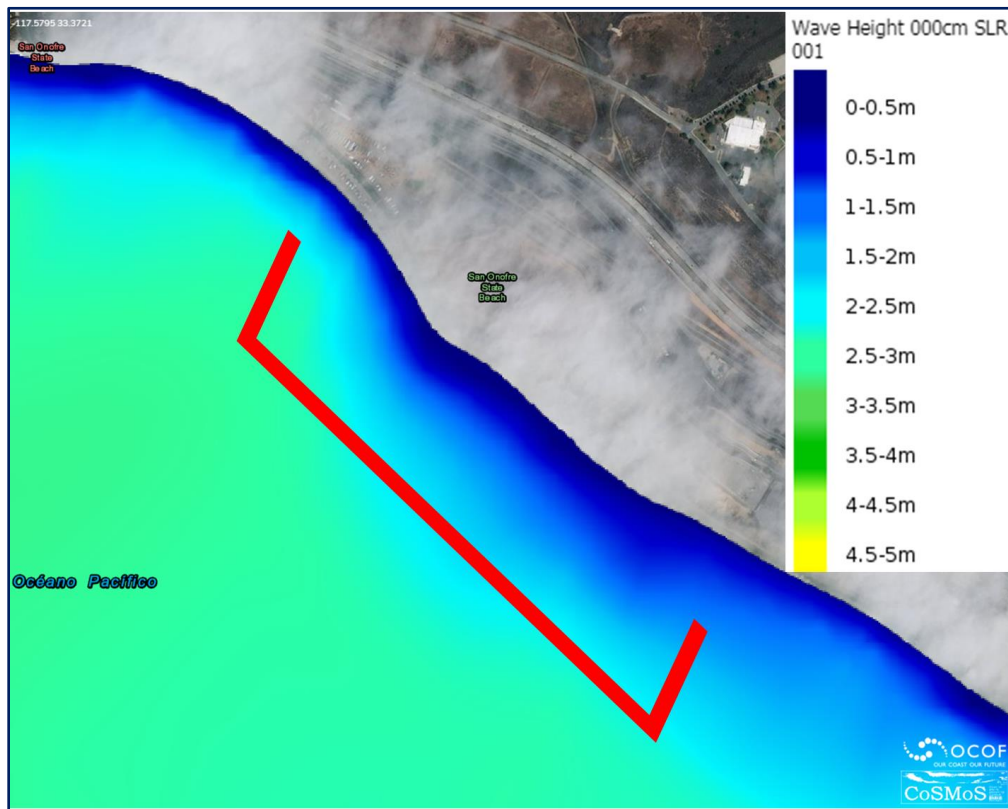 -117.5795 33.3721
San Onofre
State
Beach
Wave Height 000cm SLR
001
0-0.5m
0.5-1m
1-1.5m
1.5-2m
2-2.5m
2.5-3m
3-3.5m
3.5-4m
4-4.5m
4.5-5m
San Onofre
State
Beach
Océano Pacífico
OCOF
OUR COAST OUR FUTURE
CoSMoS